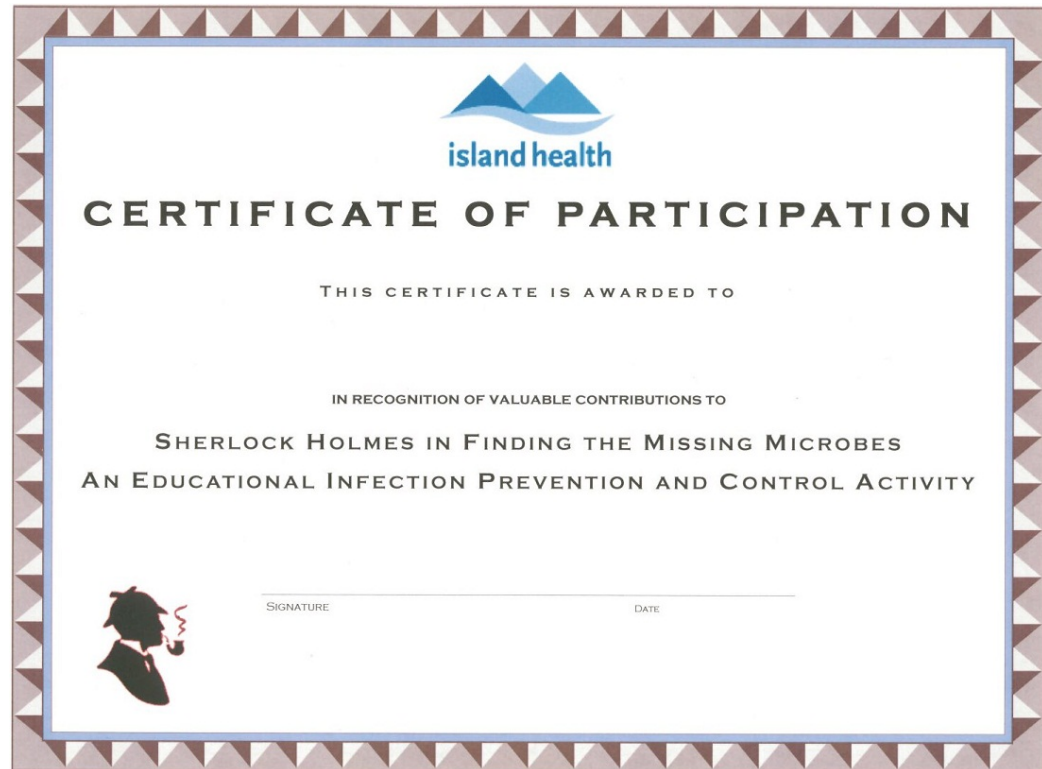 island health
CERTIFICATE OF PARTICIPATION
THIS CERTIFICATE IS AWARDED TO
IN RECOGNITION OF VALUABLE CONTRIBUTIONS TO
SHERLOCK HOLMES IN FINDING THE MISSING MICROBES
AN EDUCATIONAL INFECTION PREVENTION AND CONTROL ACTIVITY
SIGNATURE DATE